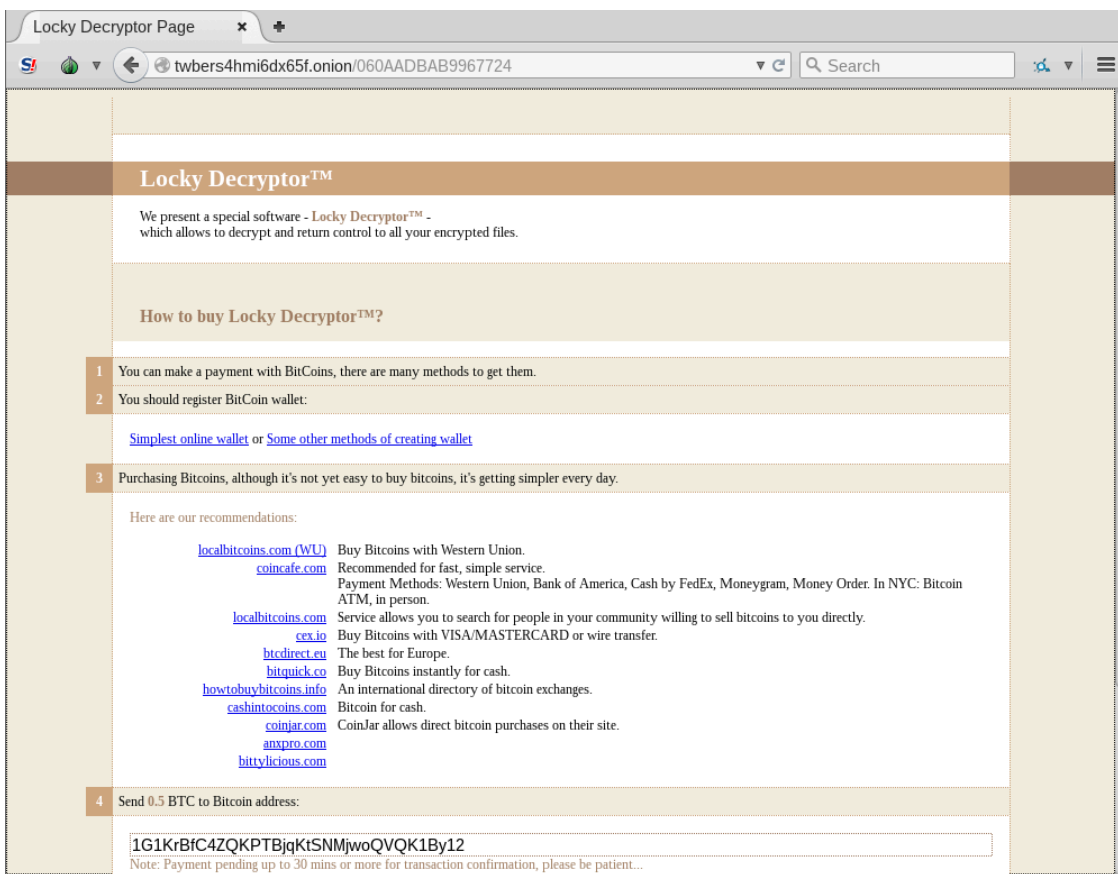 Locky Decryptor Page
S!
twbers4hmi6dx65f.onion/060AADBAB9967724
Search
Locky Decryptor™
We present a special software - Locky Decryptor™ -
which allows to decrypt and return control to all your encrypted files.
How to buy Locky Decryptor™?
1 You can make a payment with BitCoins, there are many methods to get them.
2 You should register BitCoin wallet:
Simplest online wallet or Some other methods of creating wallet
3 Purchasing Bitcoins, although it's not yet easy to buy bitcoins, it's getting simpler every day.
Here are our recommendations:
localbitcoins.com (WU) Buy Bitcoins with Western Union.
coincafe.com Recommended for fast, simple service.
Payment Methods: Western Union, Bank of America, Cash by FedEx, Moneygram, Money Order. In NYC: Bitcoin
ATM, in person.
localbitcoins.com Service allows you to search for people in your community willing to sell bitcoins to you directly.
cex.io Buy Bitcoins with VISA/MASTERCARD or wire transfer.
btcdirect.eu The best for Europe.
bitquick.co Buy Bitcoins instantly for cash.
howtobuybitcoins.info An international directory of bitcoin exchanges.
cashintocoins.com Bitcoin for cash.
coinjar.com CoinJar allows direct bitcoin purchases on their site.
anxpro.com
bittylicious.com
4 Send 0.5 BTC to Bitcoin address:
1G1KrBfC4ZQKPTBjqKtSNMjwoQVQK1By12
Note: Payment pending up to 30 mins or more for transaction confirmation, please be patient...